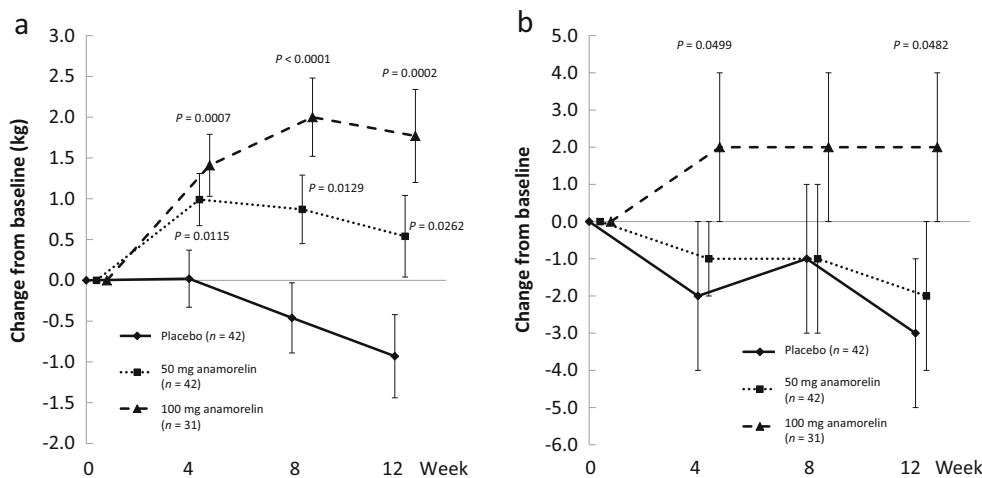 a
Change from baseline (kg)
3.0
2.5
2.0
1.5
1.0
0.5
0.0
-0.5
-1.0
-1.5
-2.0
P = 0.0007
P < 0.0001
P = 0.0002
P = 0.0115
P = 0.0129
P = 0.0262
Placebo (n = 42)
50 mg anamorelin
(n = 42)
100 mg anamorelin
(n = 31)
0 4 8 12 Week
b
Change from baseline
5.0
4.0
3.0
2.0
1.0
0.0
-1.0
-2.0
-3.0
-4.0
-5.0
-6.0
P = 0.0499
P = 0.0482
Placebo (n = 42)
50 mg anamorelin
(n = 42)
100 mg anamorelin
(n = 31)
0 4 8 12 Week